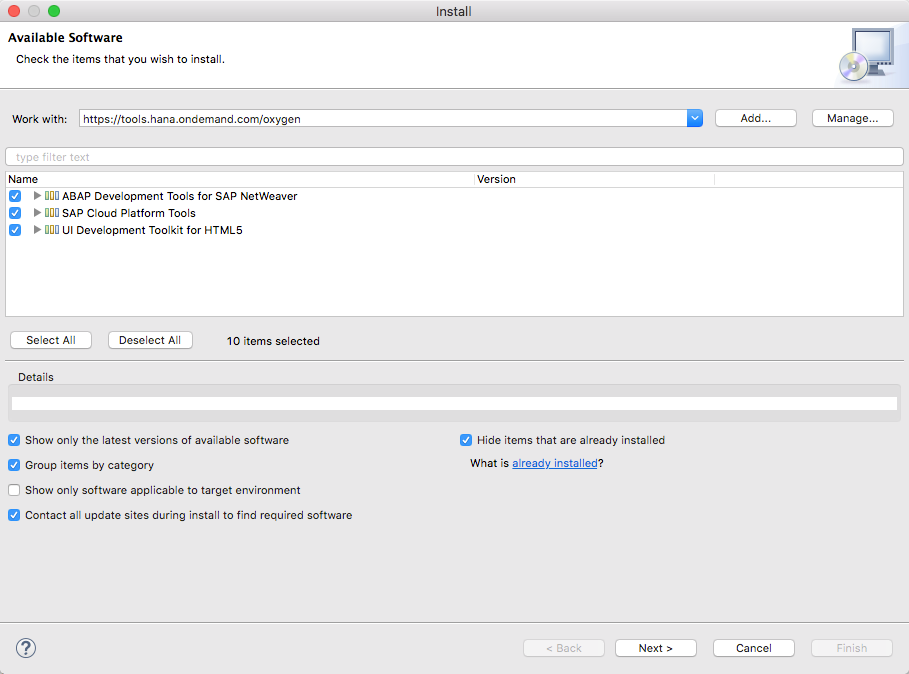 Install
Available Software
Check the items that you wish to install.
Work with: https://tools.hana.ondemand.com/oxygen Add... Manage...
type filter text
Name Version
ABAP Development Tools for SAP NetWeaver
SAP Cloud Platform Tools
UI Development Toolkit for HTML5
Select All Deselect All 10 items selected
Details
Show only the latest versions of available software Hide items that are already installed
Group items by category What is already installed?
Show only software applicable to target environment
Contact all update sites during install to find required software
? < Back Next > Cancel Finish